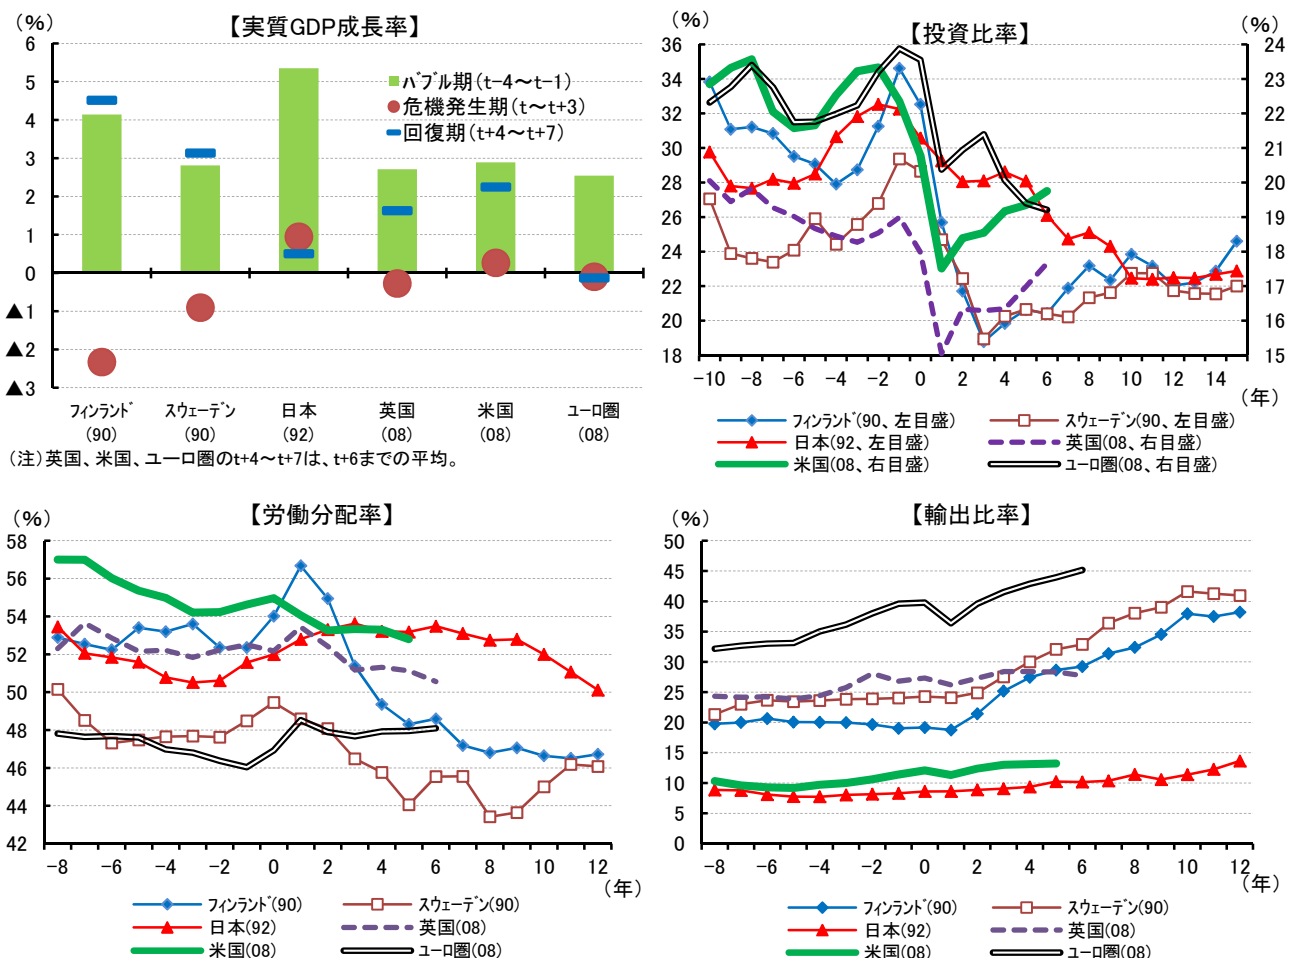 【実質GDP成長率】
（%）
6
5
4
3
2
1
0
▲1
▲2
▲3
ﾊﾞﾌﾞﾙ期（t−4～t−1）
危機発生期（t～t+3）
回復期（t+4～t+7）
ﾌｨﾝﾗﾝﾄﾞ ｽｳｪｰﾃﾞﾝ 日本 英国 米国 ﾕｰﾛ圏
(90) (90) (92) (08) (08) (08)
（注）英国、米国、ユーロ圏のt+4～t+7は、t+6までの平均。
【投資比率】
（%） （%）
36 24
34 23
32 22
30 21
28 20
26 19
24 18
22 17
20 16
18 15
−10 −8 −6 −4 −2 0 2 4 6 8 10 12 14
（年）
ﾌｨﾝﾗﾝﾄﾞ(90、左目盛) ｽｳｪｰﾃﾞﾝ(90、左目盛)
日本(92、左目盛) 英国(08、右目盛)
米国(08、右目盛) ﾕｰﾛ圏(08、右目盛)
【労働分配率】
（%）
58
56
54
52
50
48
46
44
42
−8 −6 −4 −2 0 2 4 6 8 10 12
（年）
ﾌｨﾝﾗﾝﾄﾞ(90) ｽｳｪｰﾃﾞﾝ(90)
日本(92) 英国(08)
米国(08) ﾕｰﾛ圏(08)
【輸出比率】
（%）
50
45
40
35
30
25
20
15
10
5
0
−8 −6 −4 −2 0 2 4 6 8 10 12
（年）
ﾌｨﾝﾗﾝﾄﾞ(90) ｽｳｪｰﾃﾞﾝ(90)
日本(92) 英国(08)
米国(08) ﾕｰﾛ圏(08)